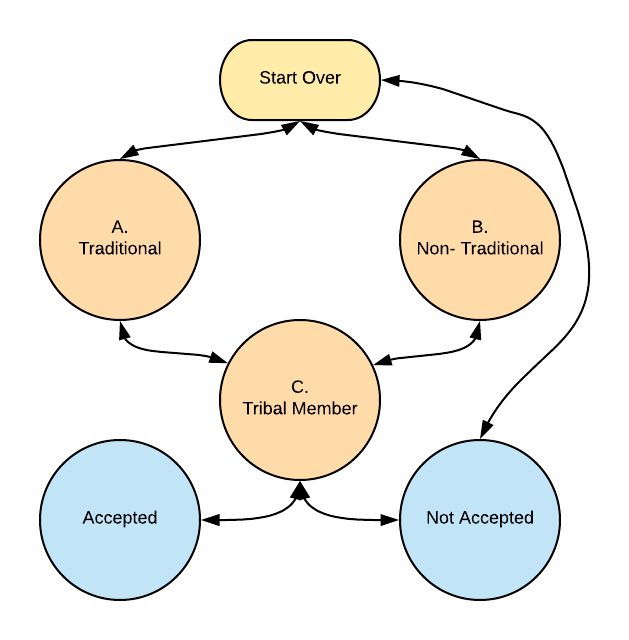 Start Over
A.
Traditional
B.
Non- Traditional
C.
Tribal Member
Accepted
Not Accepted